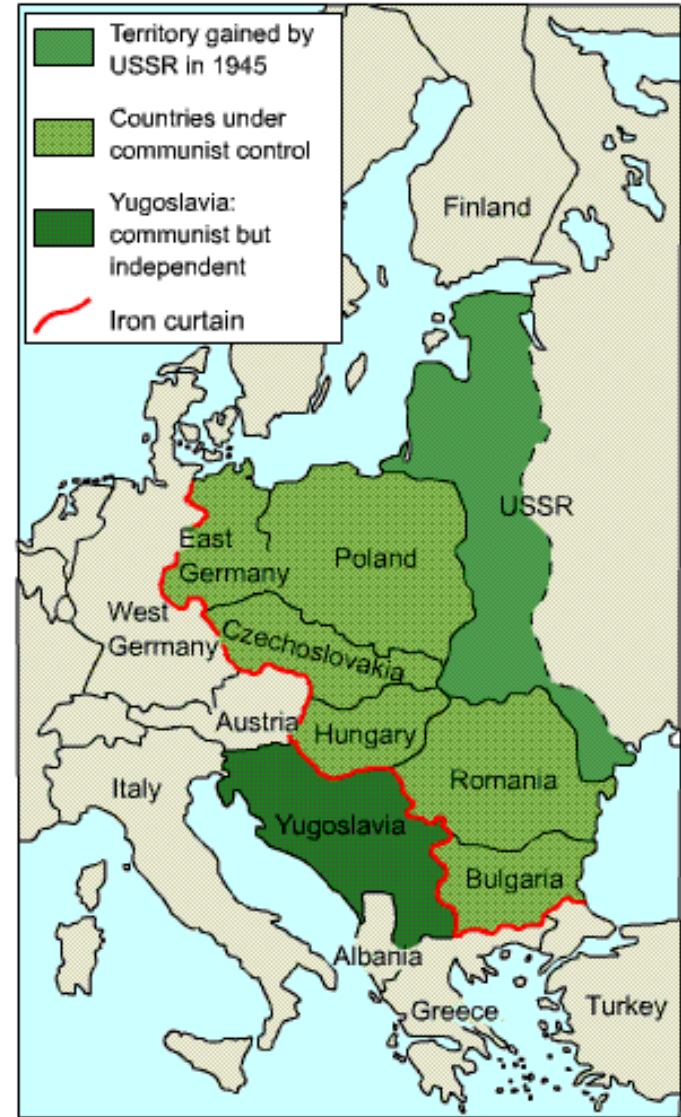 Territory gained by
USSR in 1945
Countries under
communist control
Yugoslavia:
communist but
independent
Iron curtain
Finland
USSR
East
Germany
Poland
West
Germany
Czechoslovakia
Austria
Hungary
Italy
Romania
Yugoslavia
Bulgaria
Albania
Greece
Turkey